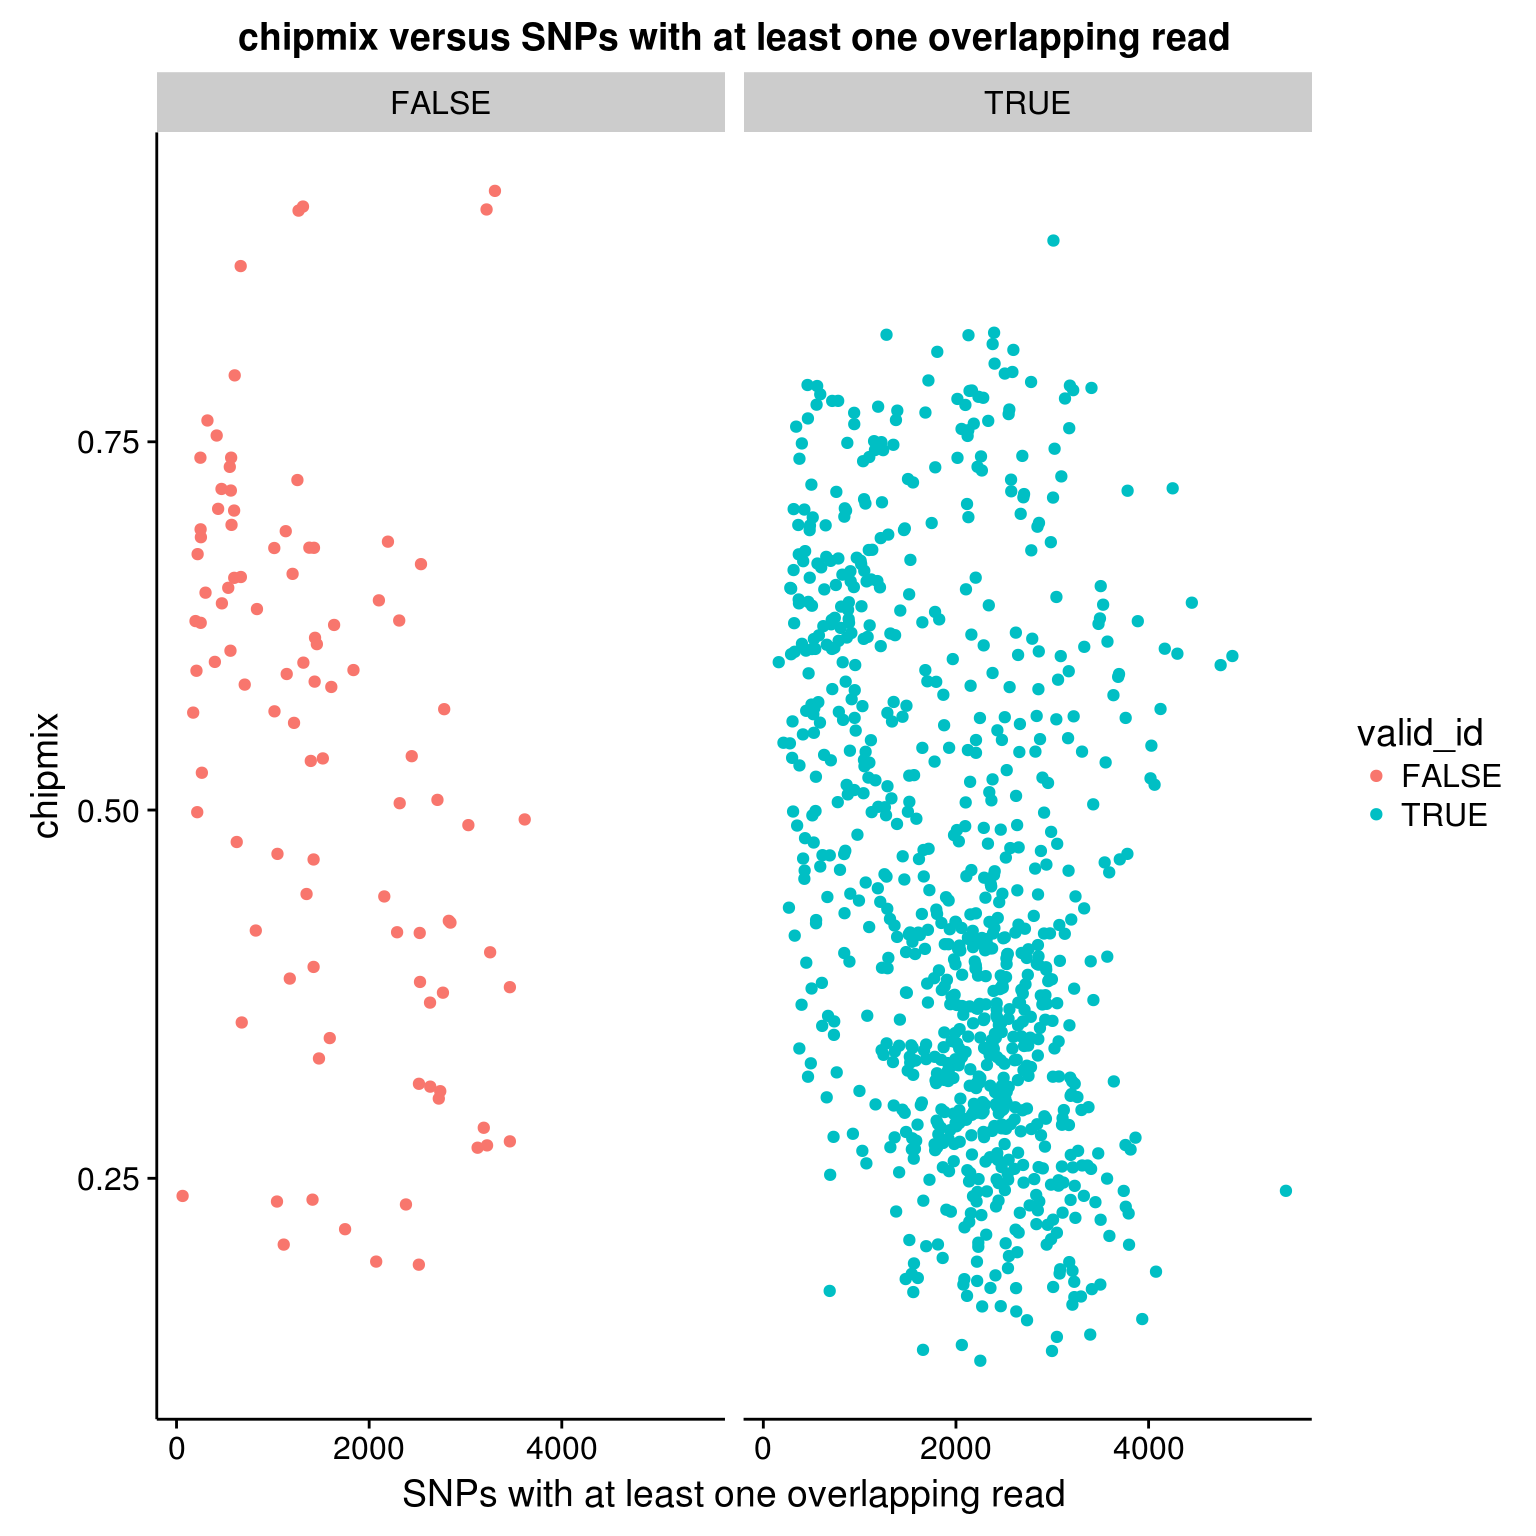 chipmix versus SNPs with at least one overlapping read
FALSE
TRUE
chipmix
0.75
0.50
0.25
0
2000
4000
0
2000
4000
SNPs with at least one overlapping read
valid_id
FALSE
TRUE